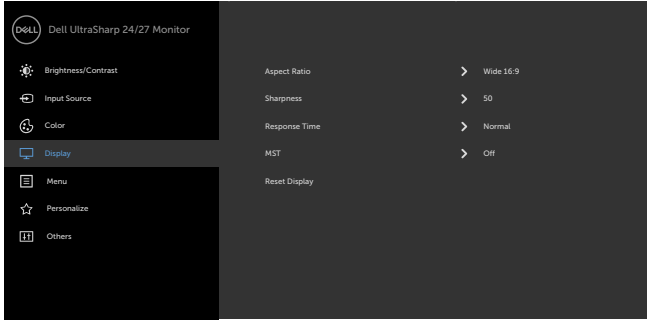 DELL Dell UltraSharp 24/27 Monitor
Brightness/Contrast
Input Source
Color
Display
Menu
Personalize
Others
Aspect Ratio Wide 16:9
Sharpness 50
Response Time Normal
MST Off
Reset Display